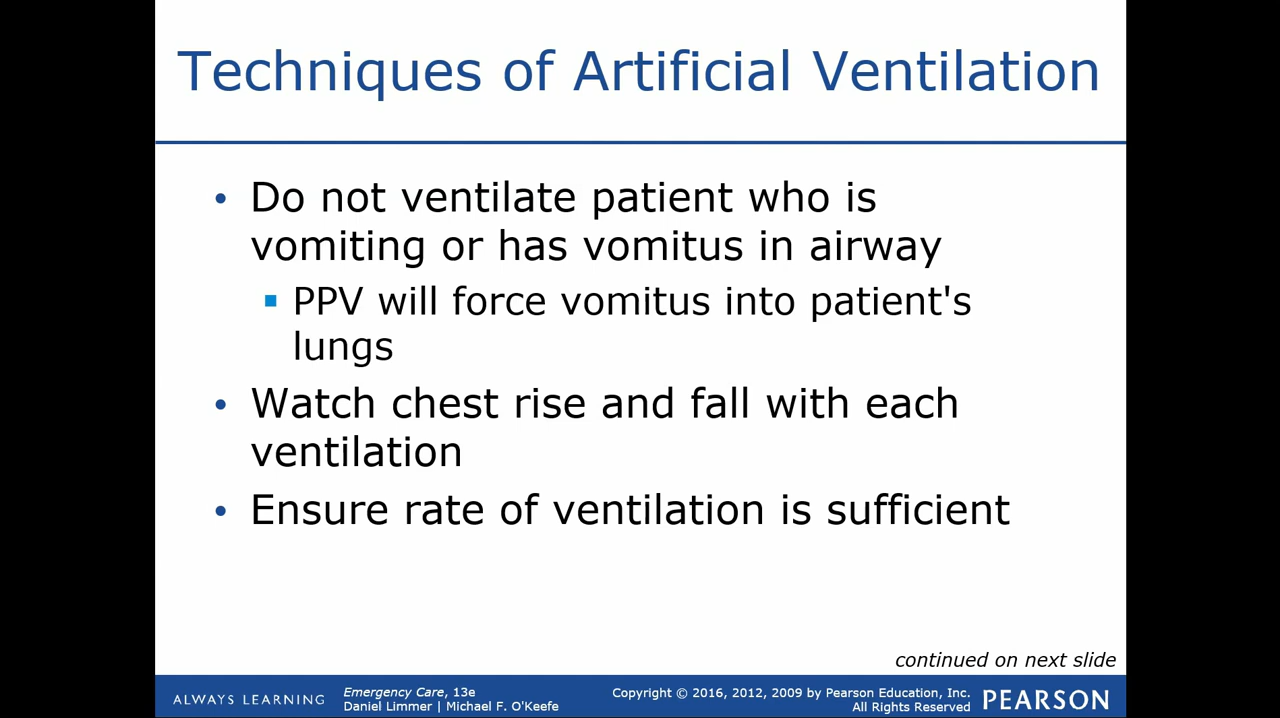 Techniques of Artificial Ventilation
• Do not ventilate patient who is
vomiting or has vomitus in airway
▪ PPV will force vomitus into patient's
lungs
• Watch chest rise and fall with each
ventilation
• Ensure rate of ventilation is sufficient
continued on next slide
ALWAYS LEARNING
Emergency Care, 13e
Daniel Limmer | Michael F. O'Keefe
Copyright © 2016, 2012, 2009 by Pearson Education, Inc.
All Rights Reserved
PEARSON